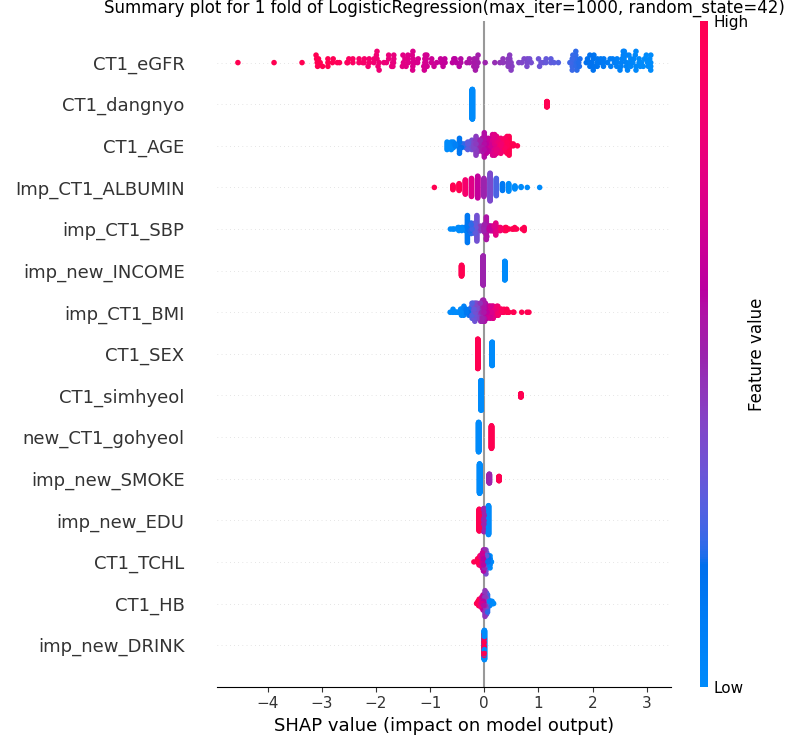 Summary plot for 1 fold of LogisticRegression(max_iter=1000, random_state=42)
High
CT1_eGFR
CT1_dangnyo
CT1_AGE
Imp_CT1_ALBUMIN
imp_CT1_SBP
imp_new_INCOME
imp_CT1_BMI
CT1_SEX
CT1_simhyeol
new_CT1_gohyeol
imp_new_SMOKE
imp_new_EDU
CT1_TCHL
CT1_HB
imp_new_DRINK
Feature value
Low
−4 −3 −2 −1 0 1 2 3
SHAP value (impact on model output)